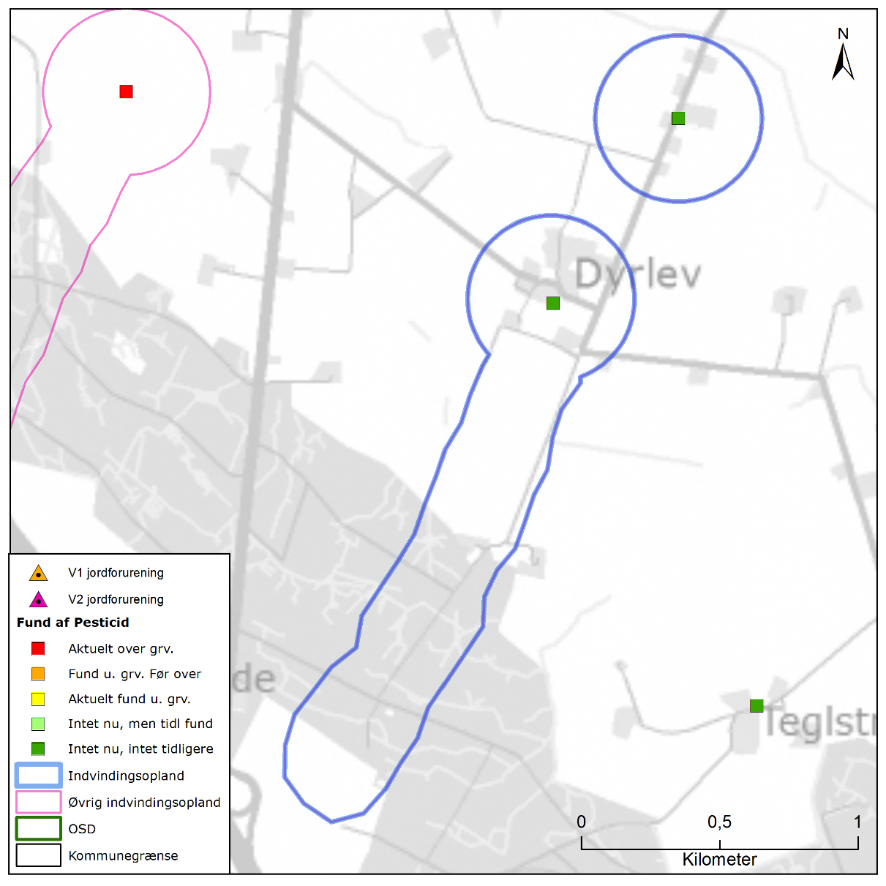 N
Dyrlev
de
Teglstr
V1 jordforurening
V2 jordforurening
Fund af Pesticid
Aktuelt over grv.
Fund u. grv. Før over
Aktuelt fund u. grv.
Intet nu, men tidl fund
Intet nu, intet tidligere
Indvindingsopland
Øvrig indvindingsopland
OSD
Kommunegrænse
0 0,5 1
Kilometer